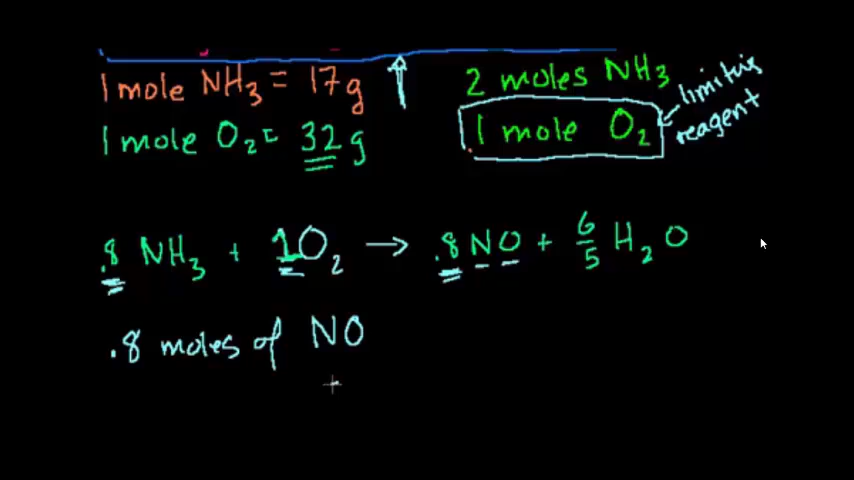 1 mole NH₃ = 17g
2 moles NH₃
limiting reagent
1 mole O₂ = 32g
1 mole O₂
.8 NH₃ + 1O₂ → .8 NO + 6/5 H₂O
.8 moles of NO